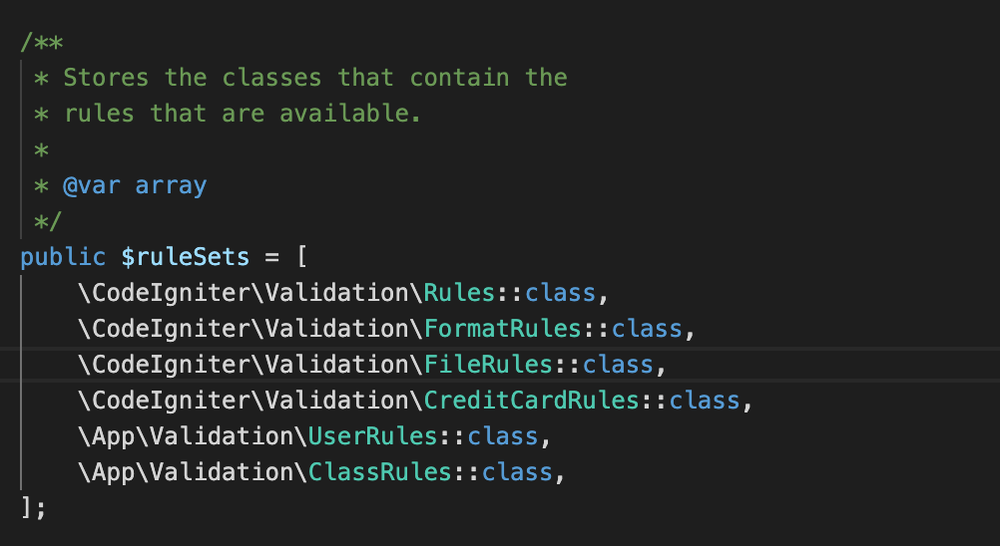 /**
 * Stores the classes that contain the
 * rules that are available.
 *
 * @var array
 */
public $ruleSets = [
    \CodeIgniter\Validation\Rules::class,
    \CodeIgniter\Validation\FormatRules::class,
    \CodeIgniter\Validation\FileRules::class,
    \CodeIgniter\Validation\CreditCardRules::class,
    \App\Validation\UserRules::class,
    \App\Validation\ClassRules::class,
];